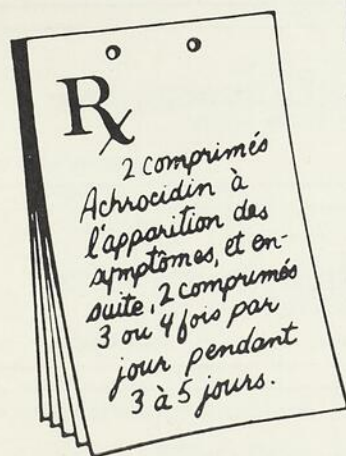 Rx
2 comprimés
Achrocidin à
l'apparition des
symptômes, et en-
suite, 2 comprimés
3 ou 4 fois par
jour pendant
3 à 5 jours.